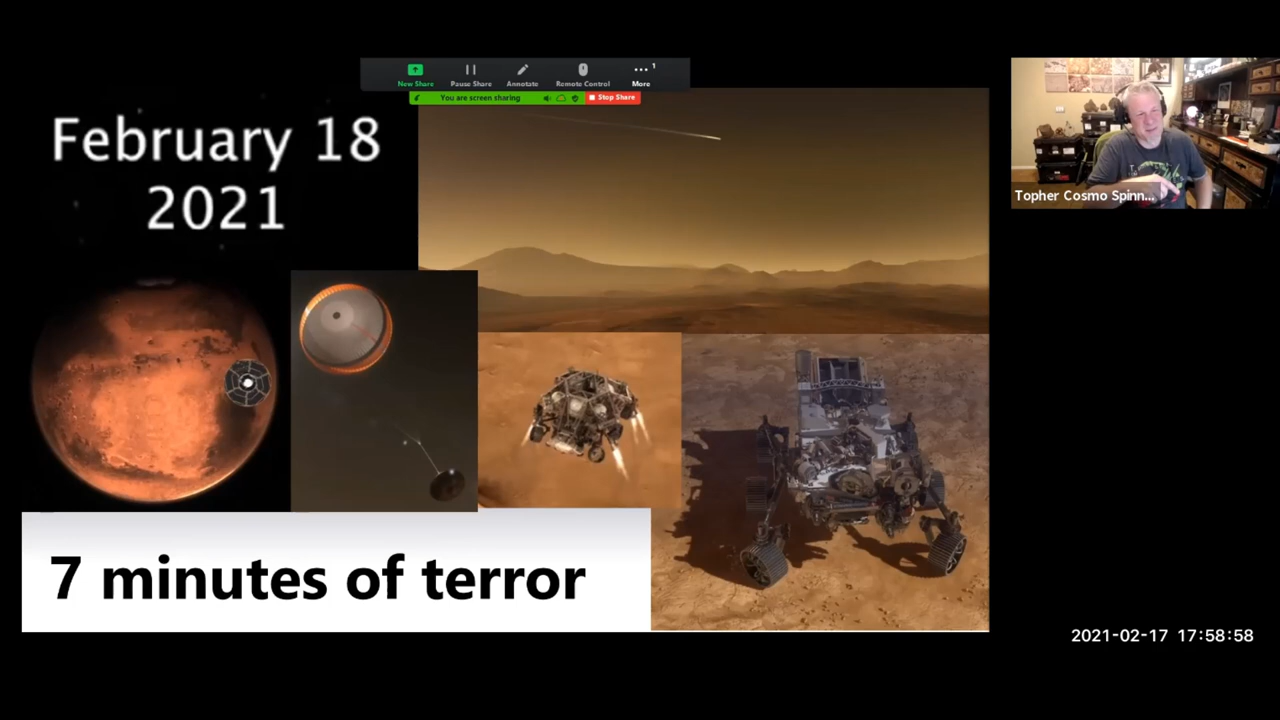 New Share
Pause Share
Annotate
Remote Control
1
More
You are screen sharing
Stop Share
February 18
2021
Topher Cosmo Spinn...
7 minutes of terror
2021-02-17 17:58:58